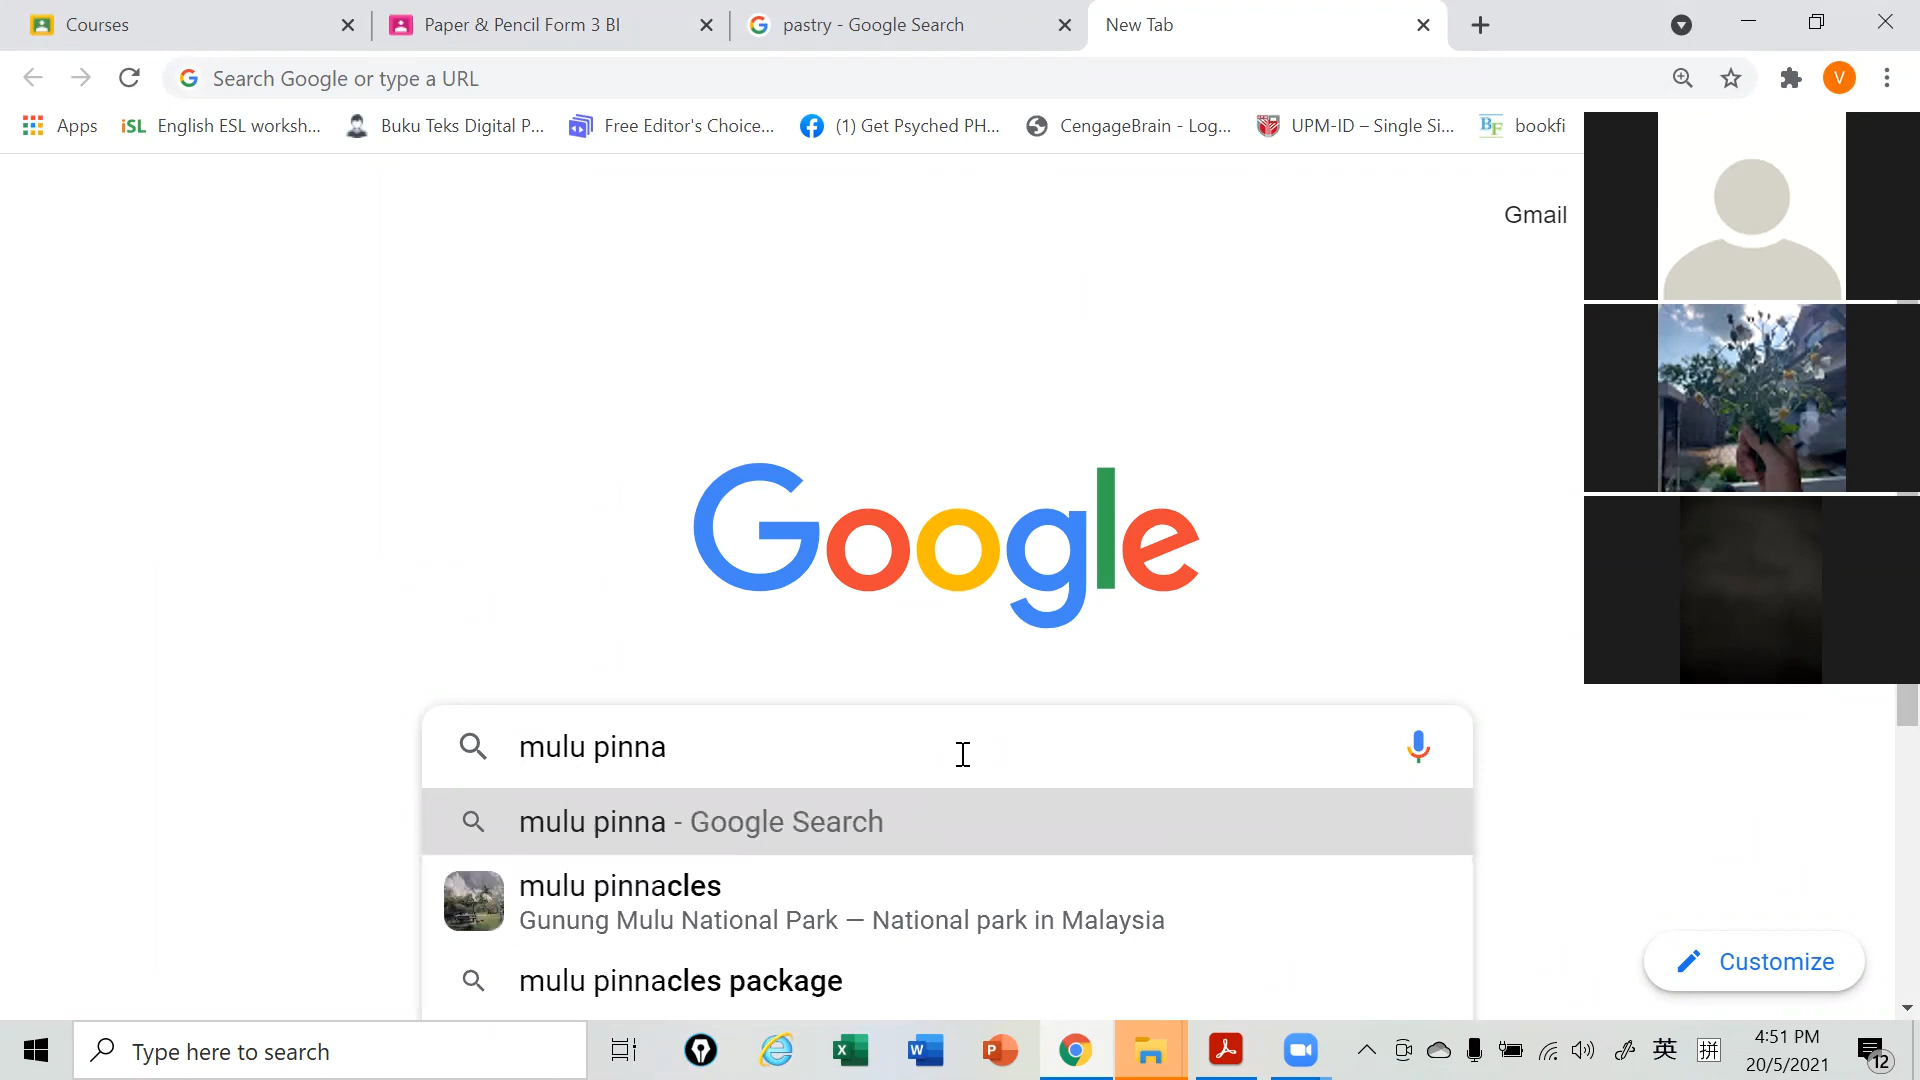 Courses
Paper & Pencil Form 3 BI
pastry - Google Search
New Tab
Search Google or type a URL
V
Apps
iSL English ESL worksh...
Buku Teks Digital P...
Free Editor's Choice...
(1) Get Psyched PH...
CengageBrain - Log...
UPM-ID – Single Si...
BF bookfi
Gmail
Google
mulu pinna
mulu pinna - Google Search
mulu pinnacles
Gunung Mulu National Park — National park in Malaysia
mulu pinnacles package
Customize
Type here to search
英
拼
4:51 PM
20/5/2021
12